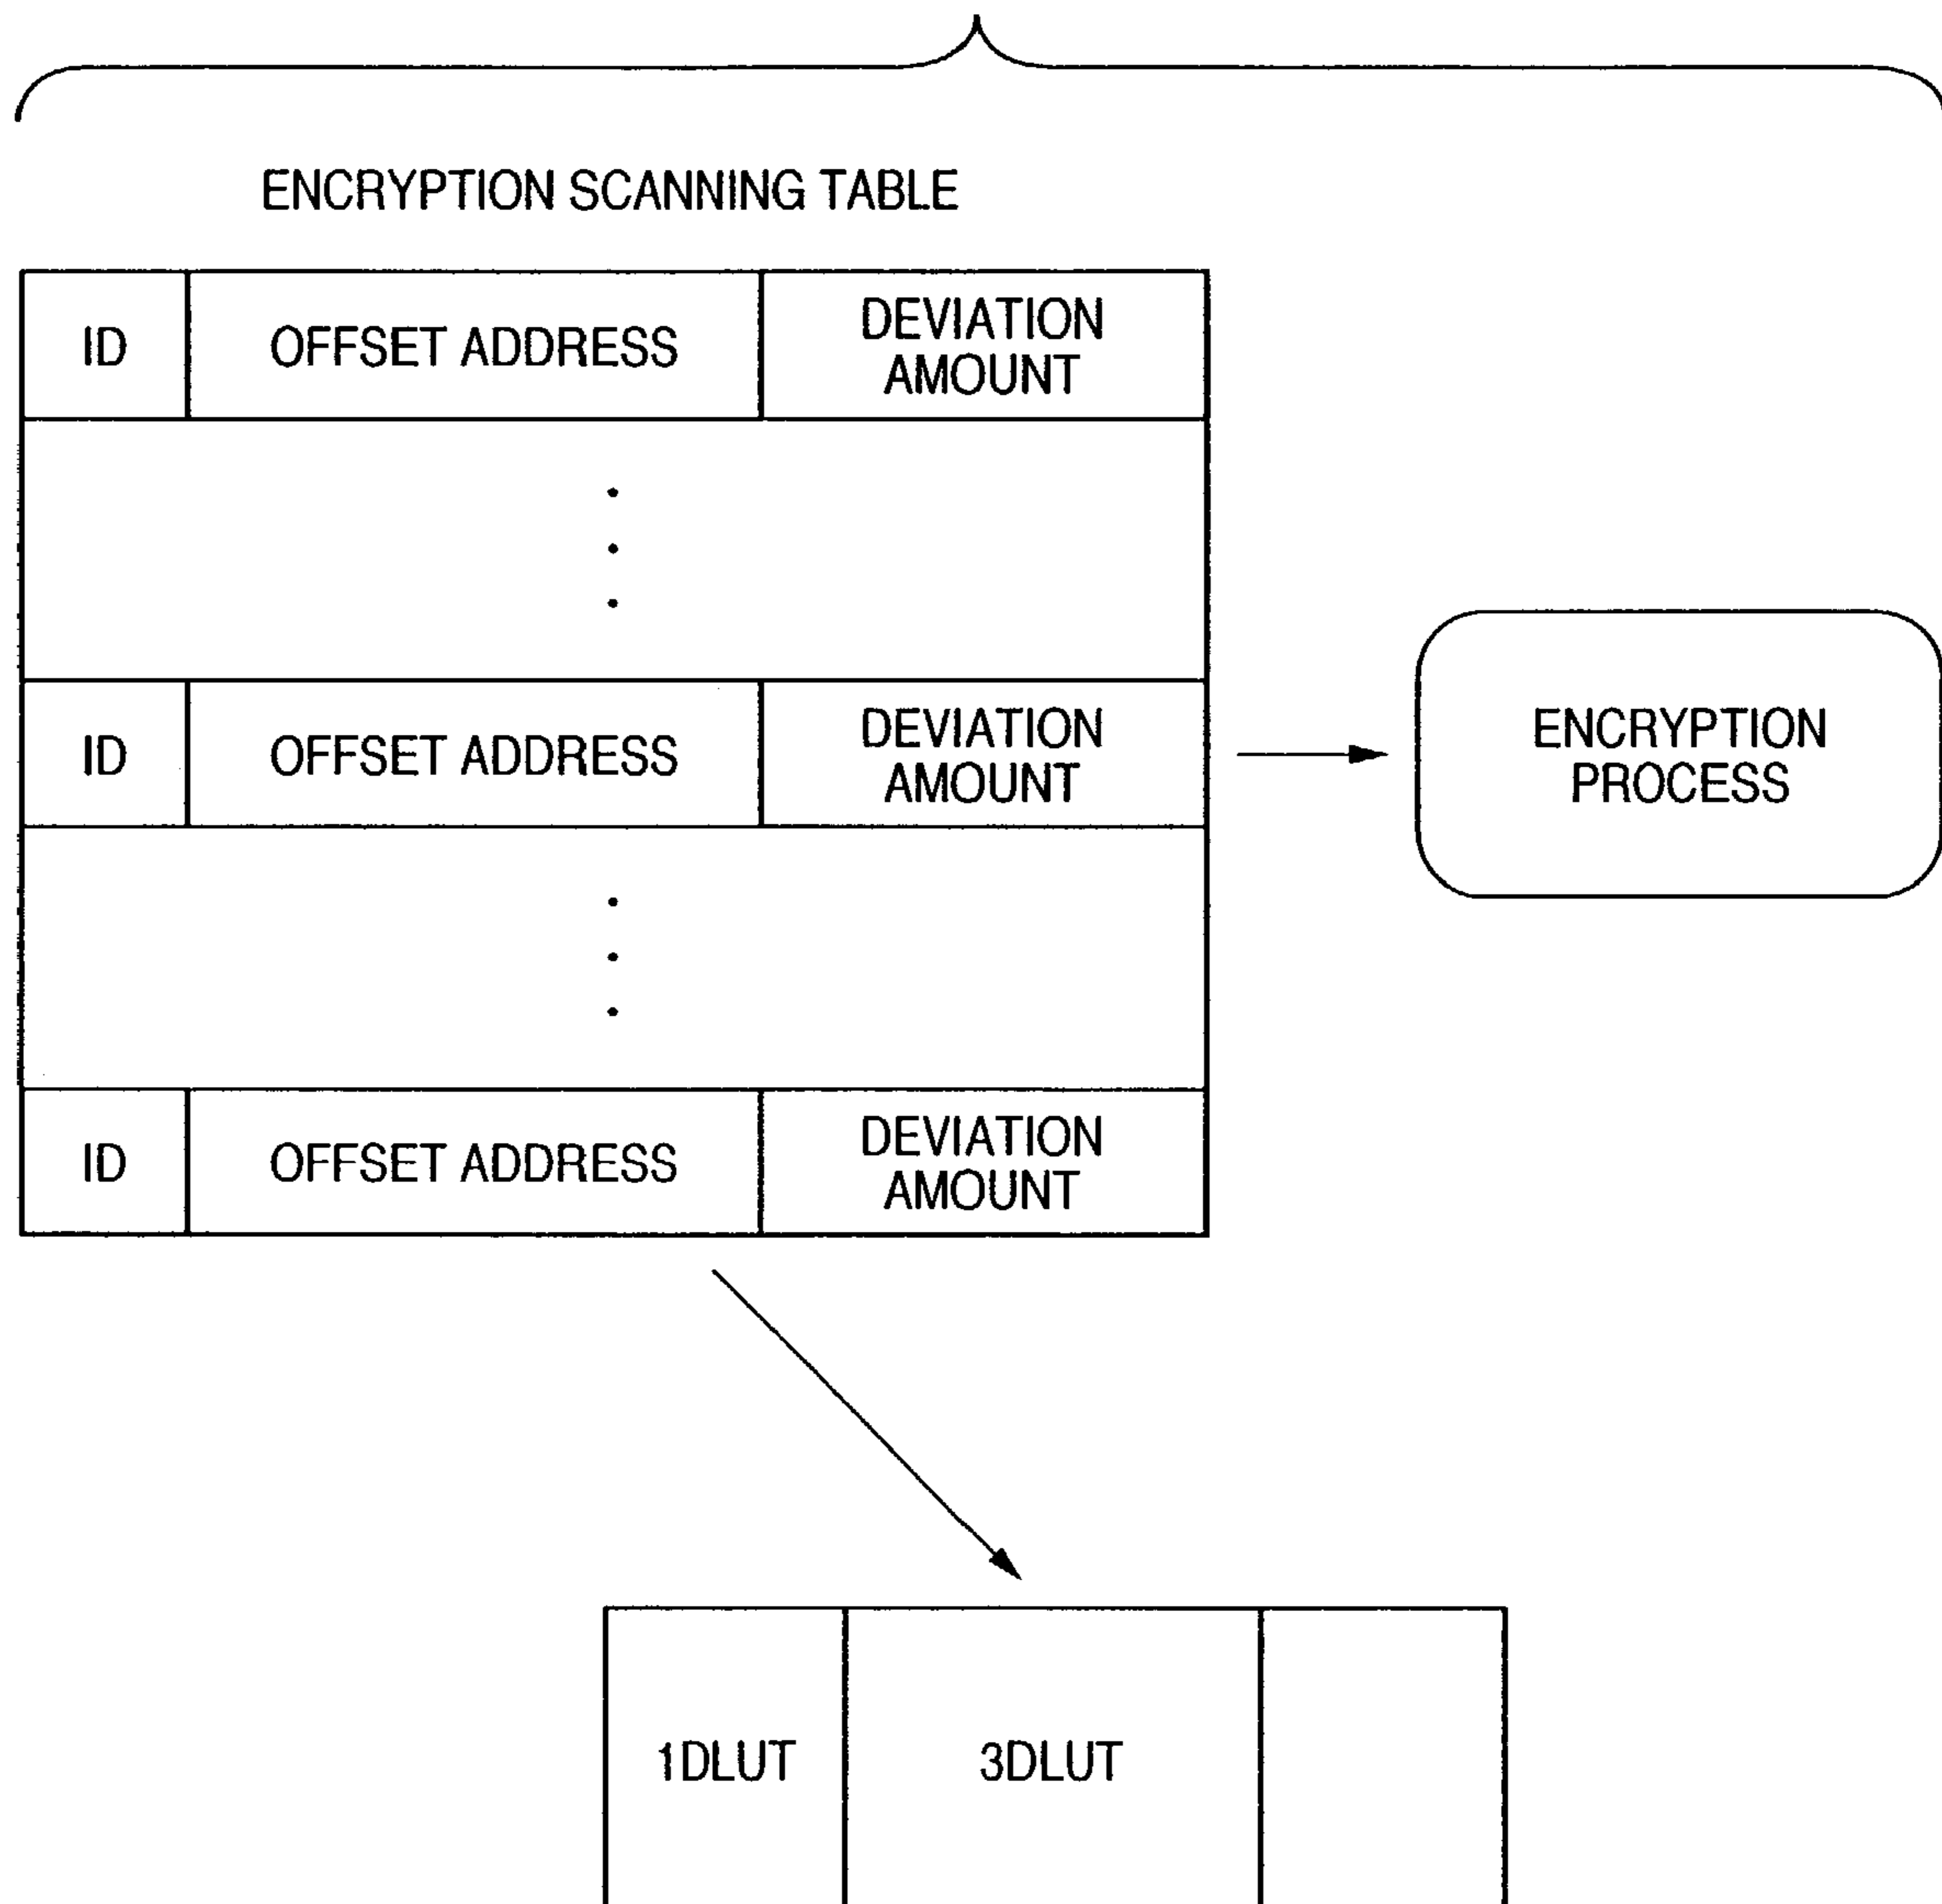 ENCRYPTION SCANNING TABLE
ID
OFFSET ADDRESS
DEVIATION
AMOUNT
ID
OFFSET ADDRESS
DEVIATION
AMOUNT
ENCRYPTION
PROCESS
ID
OFFSET ADDRESS
DEVIATION
AMOUNT
1DLUT
3DLUT